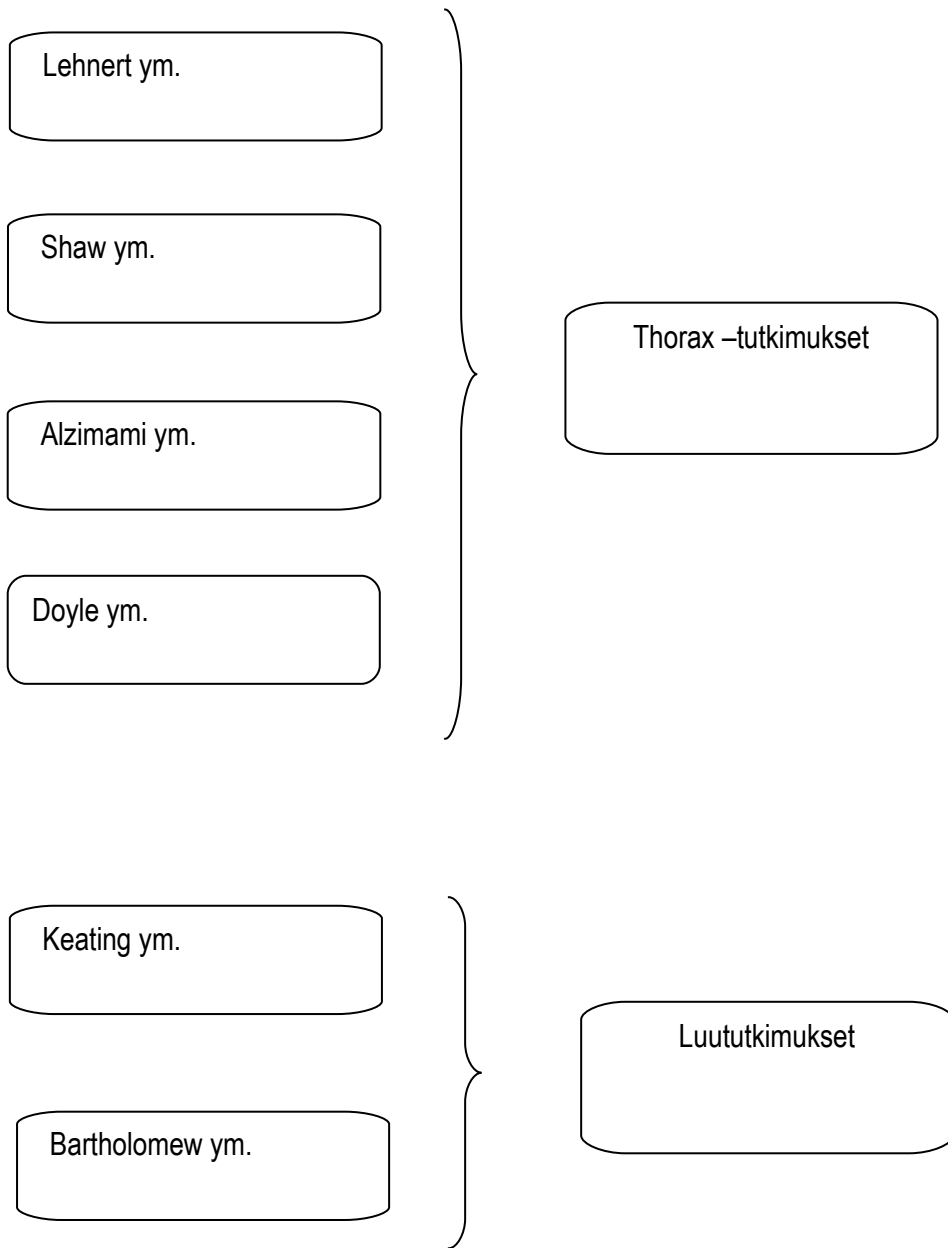 Lehnert ym.
Shaw ym.
Alzimami ym.
Doyle ym.
Thorax –tutkimukset
Keating ym.
Bartholomew ym.
Luututkimukset